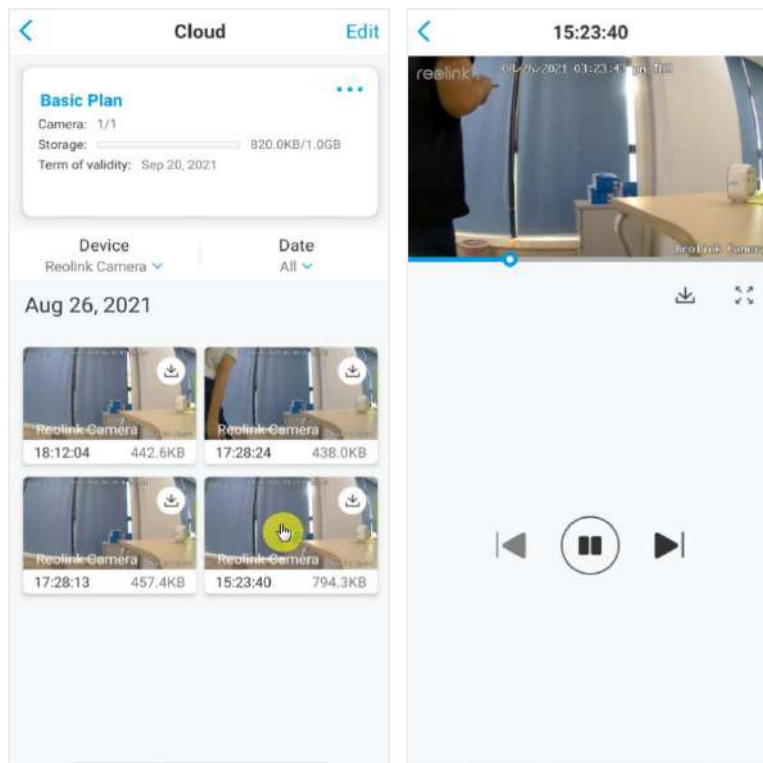 Cloud
Edit
Basic Plan
Camera: 1/1
Storage: 820.0KB/1.0GB
Term of validity: Sep 20, 2021
Device
Reolink Camera
Date
All
Aug 26, 2021
Reolink Camera
18:12:04 442.6KB
Reolink Camera
17:28:24 438.0KB
Reolink Camera
17:28:13 457.4KB
Reolink Camera
15:23:40 794.3KB
15:23:40
reolink
Reolink Camera